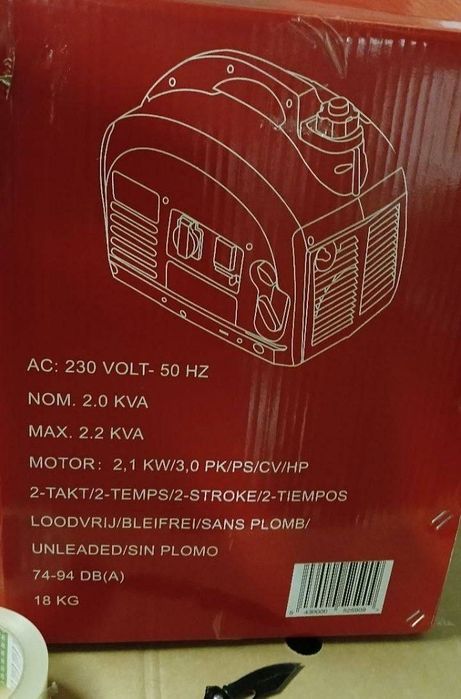 AC: 230 VOLT- 50 HZ
NOM. 2.0 KVA
MAX. 2.2 KVA
MOTOR: 2,1 KW/3,0 PK/PS/CV/HP
2-TAKT/2-TEMPS/2-STROKE/2-TIEMPOS
LOODVRIJ/BLEIFREI/SANS PLOMB/
UNLEADED/SIN PLOMO
74-94 DB(A)
18 KG